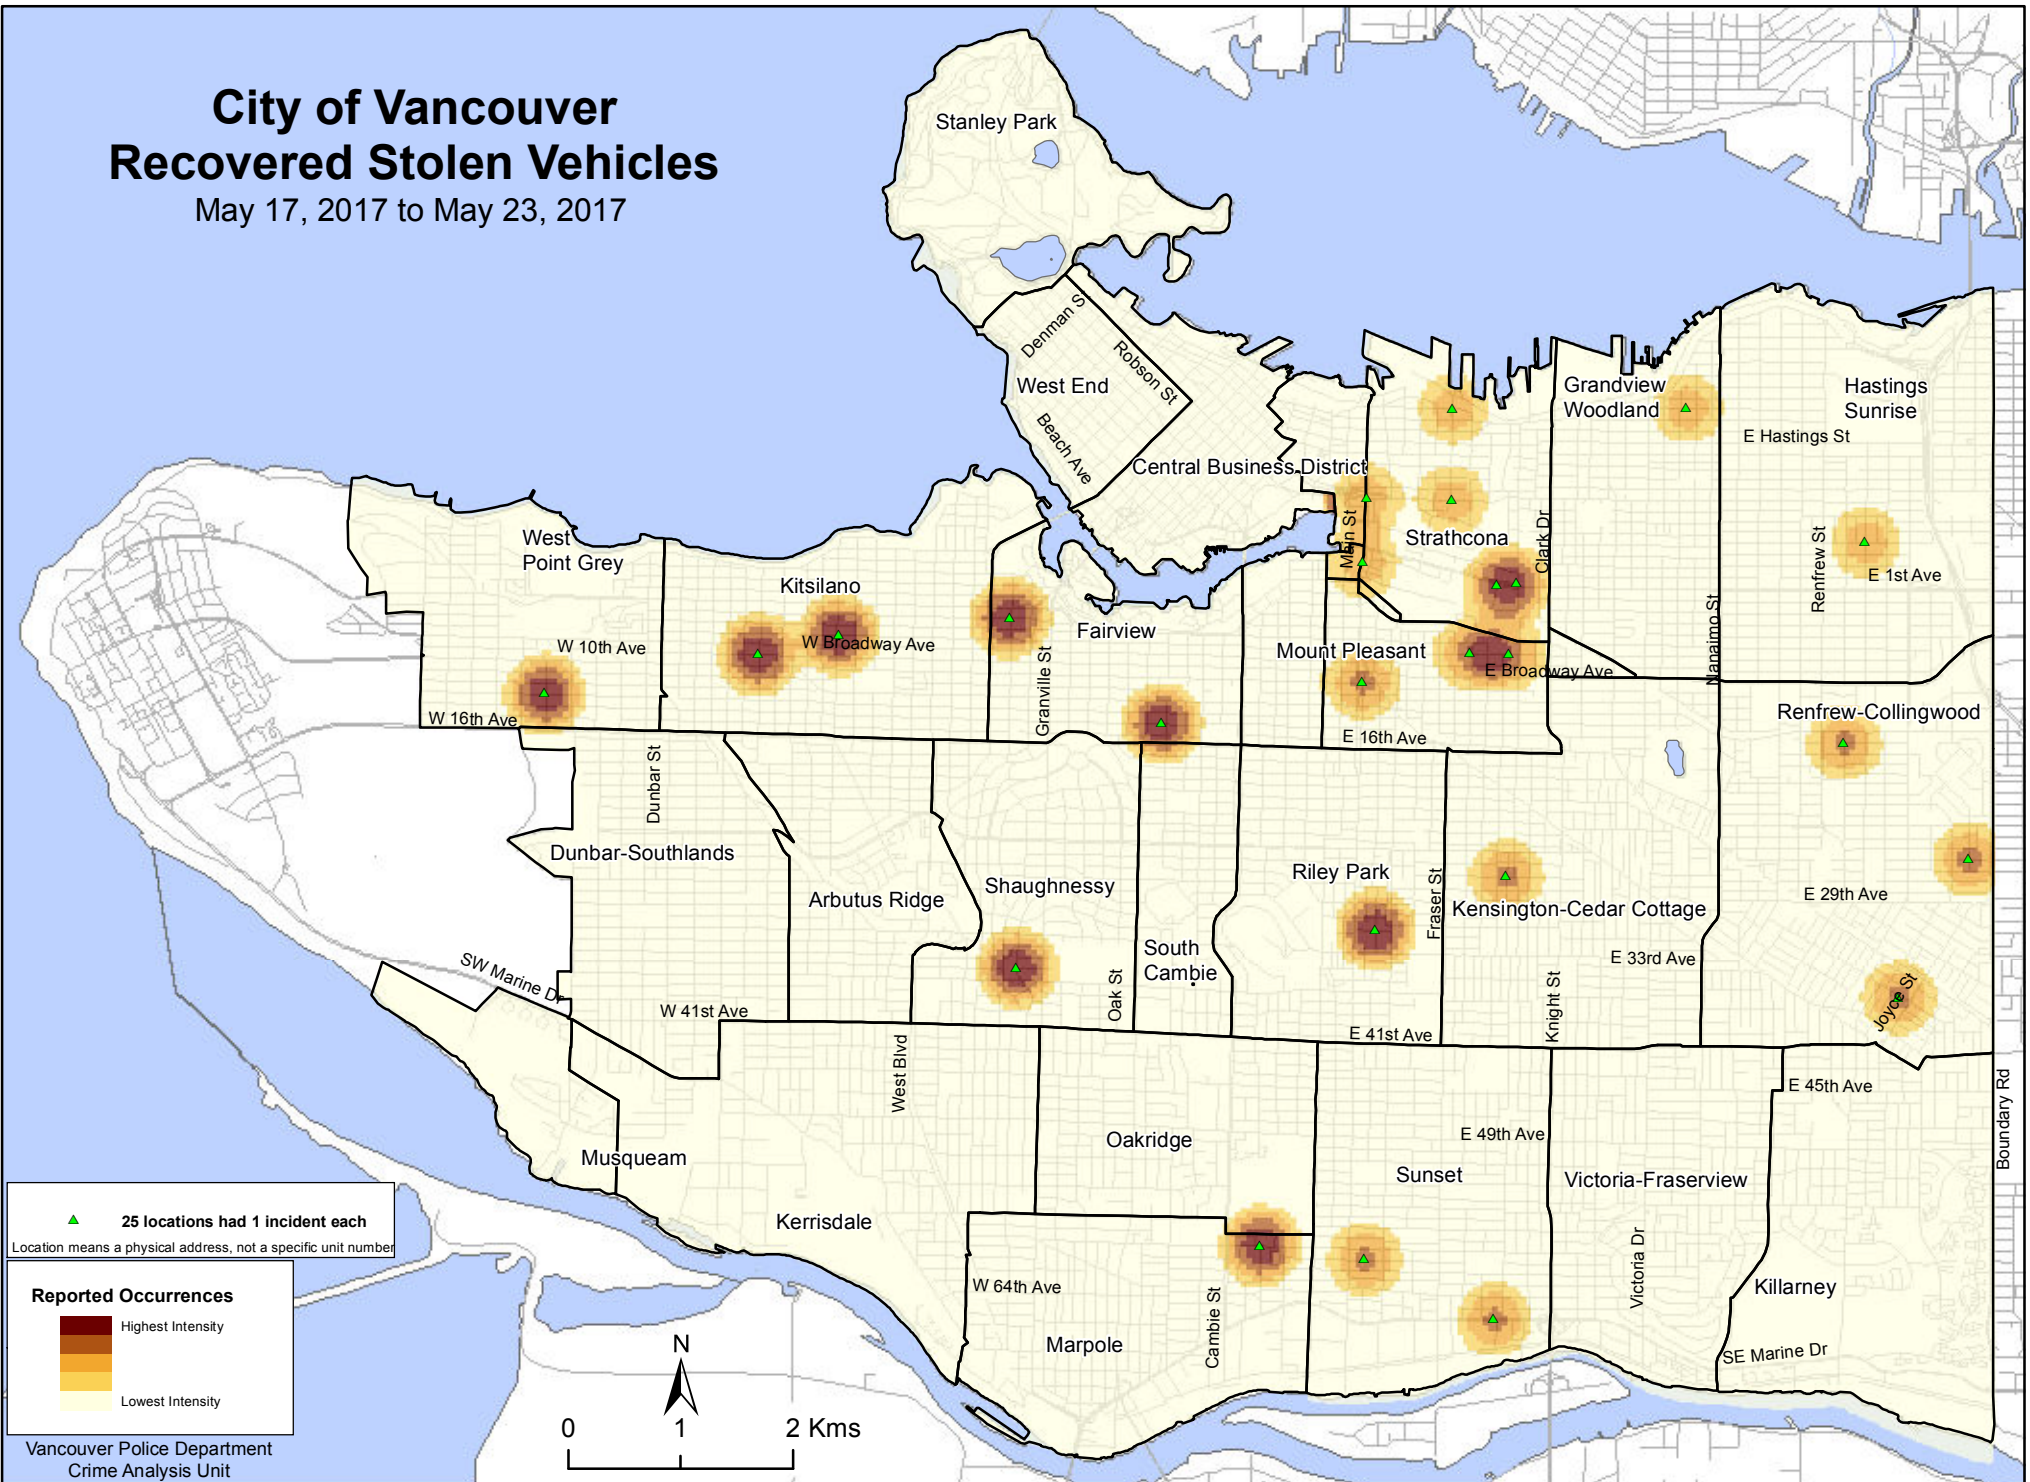 City of Vancouver
Recovered Stolen Vehicles
May 17, 2017 to May 23, 2017
Stanley Park
Denman S
Robson St
West End
Beach Ave
Central Business District
Grandview
Woodland
Hastings
Sunrise
E Hastings St
Main St
Strathcona
Clark Dr
Renfrew St
E 1st Ave
West
Point Grey
Kitsilano
W 10th Ave
W Broadway Ave
Fairview
Granville St
Mount Pleasant
E Broadway Ave
Nanaimo St
W 16th Ave
E 16th Ave
Renfrew-Collingwood
Dunbar St
Dunbar-Southlands
Arbutus Ridge
Shaughnessy
Riley Park
Fraser St
Kensington-Cedar Cottage
E 29th Ave
South
Cambie
Oak St
E 33rd Ave
Knight St
Joyce St
SW Marine Dr
W 41st Ave
E 41st Ave
West Blvd
E 45th Ave
Boundary Rd
Oakridge
E 49th Ave
Musqueam
Sunset
Victoria-Fraserview
Kerrisdale
Victoria Dr
Killarney
W 64th Ave
Cambie St
Marpole
SE Marine Dr
25 locations had 1 incident each
Location means a physical address, not a specific unit number
Reported Occurrences
Highest Intensity
Lowest Intensity
N
0 1 2 Kms
Vancouver Police Department
Crime Analysis Unit